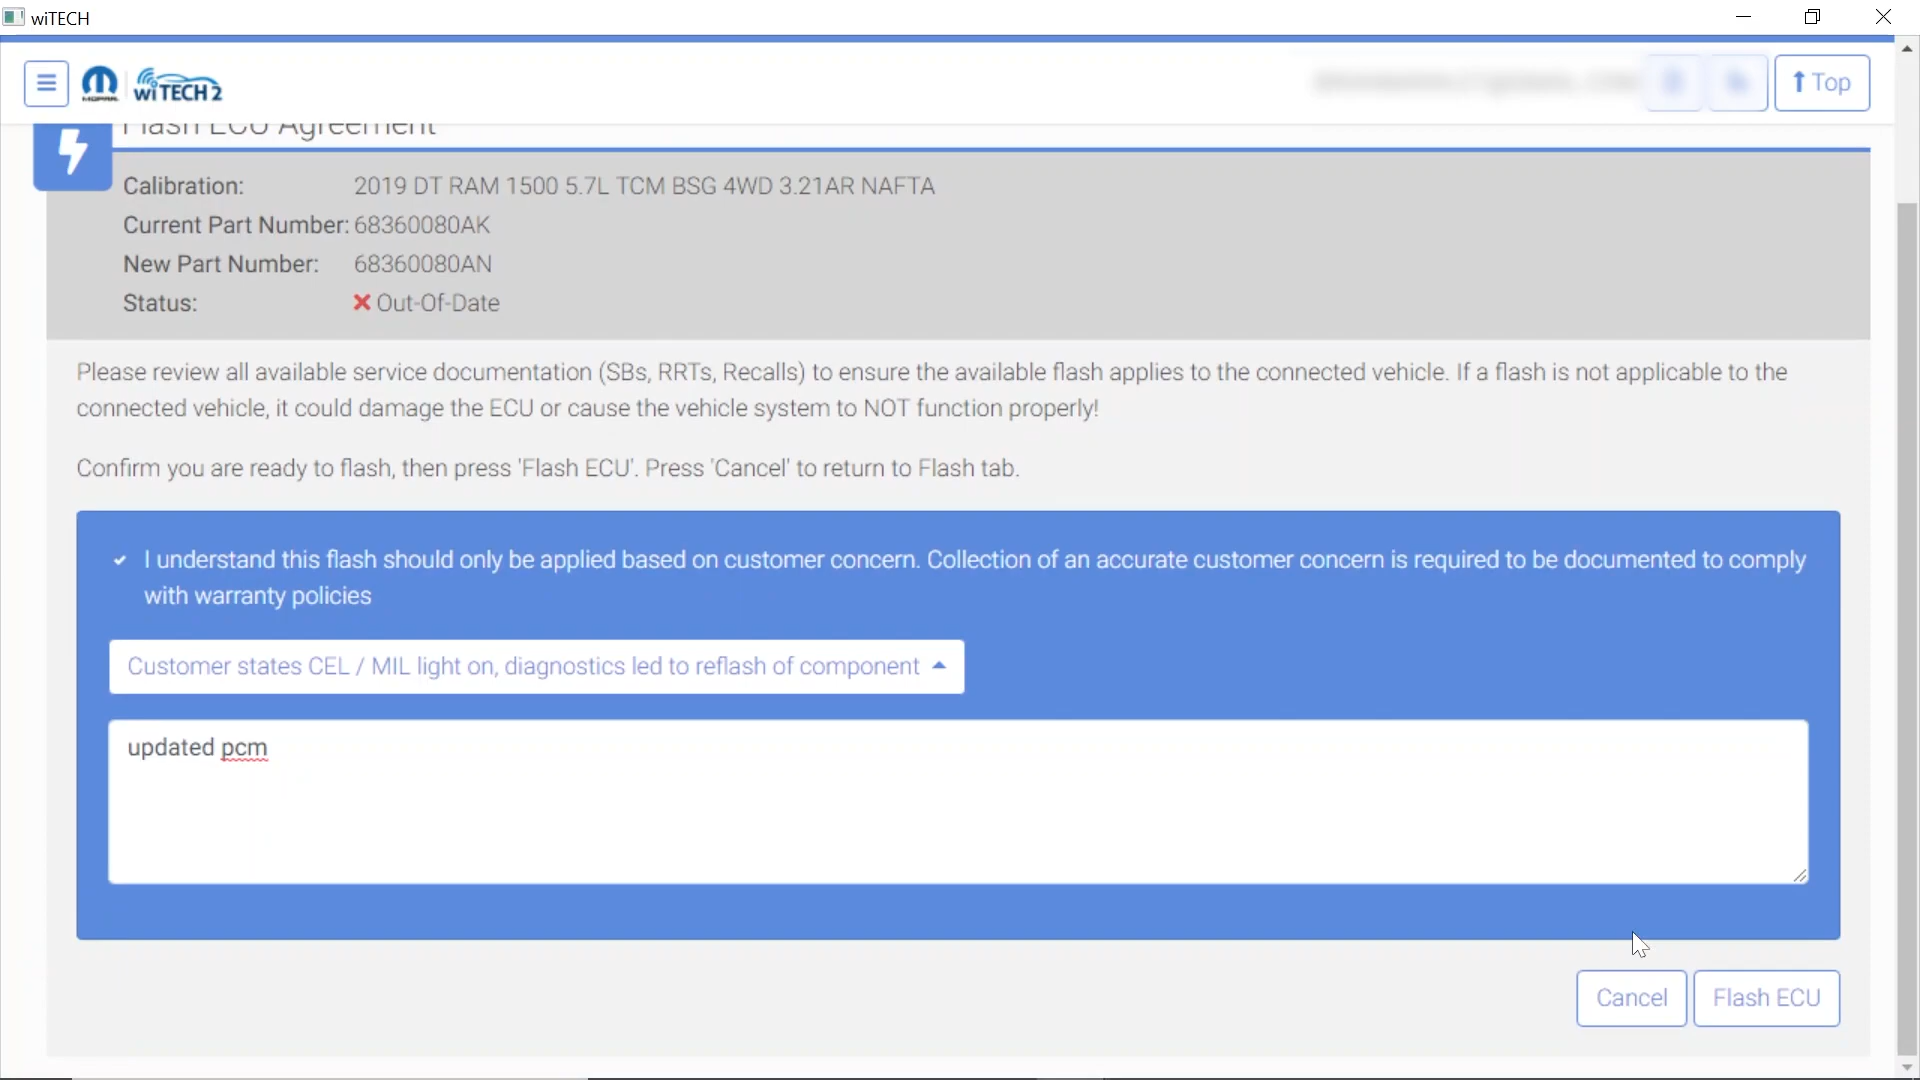 wiTECH
MOPAR
wiTECH 2
Top
Flash ECU Agreement
Calibration: 2019 DT RAM 1500 5.7L TCM BSG 4WD 3.21AR NAFTA
Current Part Number: 68360080AK
New Part Number: 68360080AN
Status: Out-Of-Date
Please review all available service documentation (SBs, RRTs, Recalls) to ensure the available flash applies to the connected vehicle. If a flash is not applicable to the
connected vehicle, it could damage the ECU or cause the vehicle system to NOT function properly!
Confirm you are ready to flash, then press 'Flash ECU'. Press 'Cancel' to return to Flash tab.
I understand this flash should only be applied based on customer concern. Collection of an accurate customer concern is required to be documented to comply
with warranty policies
Customer states CEL / MIL light on, diagnostics led to reflash of component
updated pcm
Cancel
Flash ECU